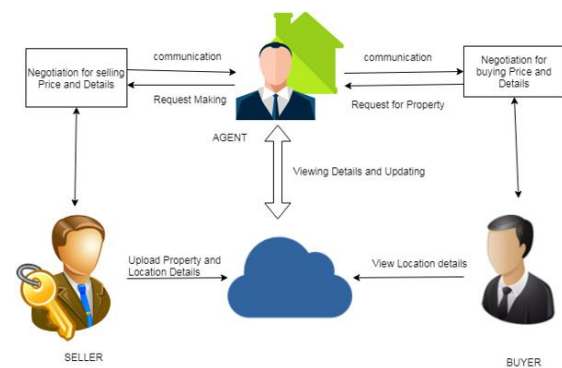 communication
communication
Negotiation for selling
Price and Details
Negotiation for
buying Price and
Details
Request Making
Request for Property
AGENT
Viewing Details and Updating
Upload Property and
Location Details
View Location details
SELLER
BUYER